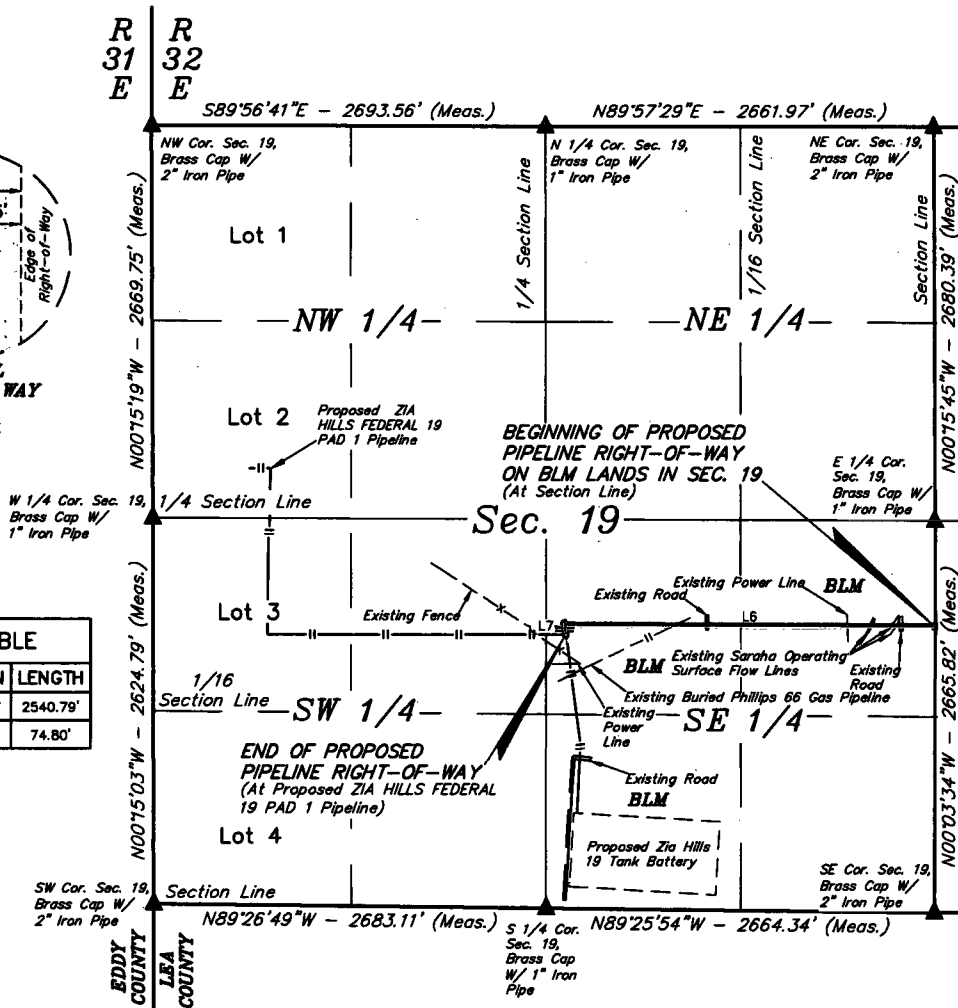 R
31
E
R
32
E
S89°56'41"E - 2693.56' (Meas.)
N89°57'29"E - 2661.97' (Meas.)
NW Cor. Sec. 19,
Brass Cap W/
2" Iron Pipe
N 1/4 Cor. Sec. 19,
Brass Cap W/
1" Iron Pipe
NE Cor. Sec. 19,
Brass Cap W/
2" Iron Pipe
Edge of
Right-of-Way
WAY
N00°15'19"W - 2669.75' (Meas.)
Lot 1
1/4 Section Line
1/16 Section Line
Section Line
N00°15'45"W - 2680.39' (Meas.)
NW 1/4
NE 1/4
Lot 2
Proposed ZIA
HILLS FEDERAL 19
PAD 1 Pipeline
BEGINNING OF PROPOSED
PIPELINE RIGHT-OF-WAY
ON BLM LANDS IN SEC. 19
(At Section Line)
E 1/4 Cor.
Sec. 19,
Brass Cap W/
1" Iron Pipe
W 1/4 Cor. Sec. 19,
Brass Cap W/
1" Iron Pipe
1/4 Section Line
Sec. 19
N00°15'03"W - 2624.79' (Meas.)
Lot 3
Existing Fence
L7
Existing Road
Existing Power Line
BLM
L6
BLM
Existing Saraha Operating
Surface Flow Lines
Existing
Road
Existing Buried Phillips 66 Gas Pipeline
N00°03'34"W - 2665.82' (Meas.)
BLE
N
LENGTH
2540.79'
74.80'
1/16
Section Line
SW 1/4
Existing
Power
Line
SE 1/4
END OF PROPOSED
PIPELINE RIGHT-OF-WAY
(At Proposed ZIA HILLS FEDERAL
19 PAD 1 Pipeline)
Existing Road
BLM
Lot 4
Proposed Zia Hills
19 Tank Battery
SW Cor. Sec. 19,
Brass Cap W/
2" Iron Pipe
Section Line
N89°26'49"W - 2683.11' (Meas.)
S 1/4 Cor.
Sec. 19,
Brass Cap
W/ 1" Iron
Pipe
N89°25'54"W - 2664.34' (Meas.)
SE Cor. Sec. 19,
Brass Cap W/
2" Iron Pipe
EDDY
COUNTY
LEA
COUNTY